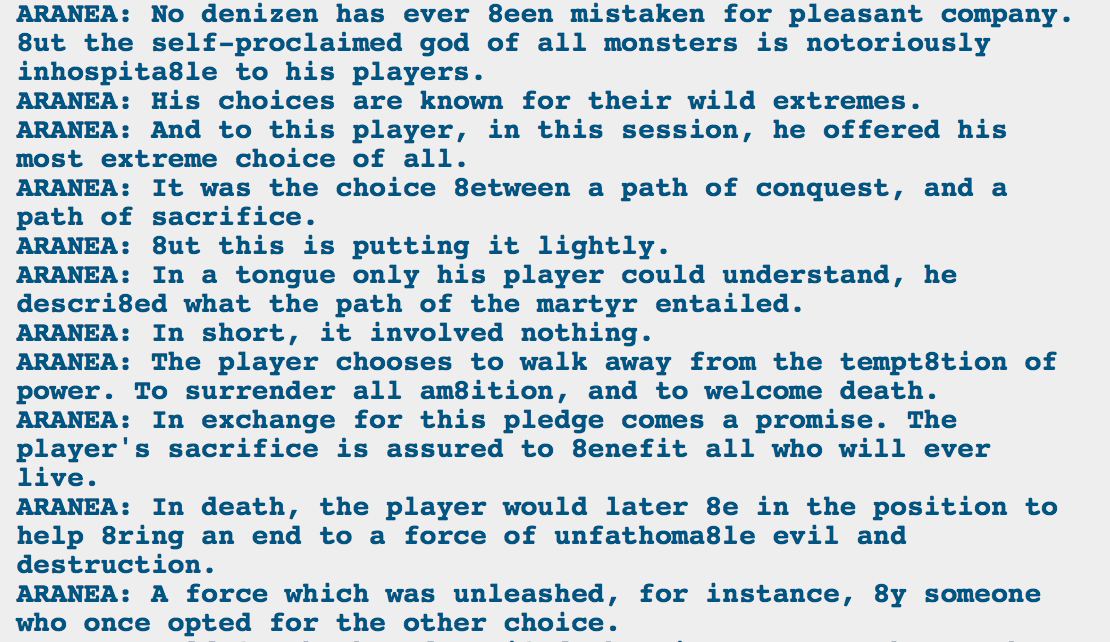 ARANEA: No denizen has ever 8een mistaken for pleasant company.
8ut the self-proclaimed god of all monsters is notoriously
inhospita8le to his players.
ARANEA: His choices are known for their wild extremes.
ARANEA: And to this player, in this session, he offered his
most extreme choice of all.
ARANEA: It was the choice 8etween a path of conquest, and a
path of sacrifice.
ARANEA: 8ut this is putting it lightly.
ARANEA: In a tongue only his player could understand, he
descri8ed what the path of the martyr entailed.
ARANEA: In short, it involved nothing.
ARANEA: The player chooses to walk away from the tempt8tion of
power. To surrender all am8ition, and to welcome death.
ARANEA: In exchange for this pledge comes a promise. The
player's sacrifice is assured to 8enefit all who will ever
live.
ARANEA: In death, the player would later 8e in the position to
help 8ring an end to a force of unfathoma8le evil and
destruction.
ARANEA: A force which was unleashed, for instance, 8y someone
who once opted for the other choice.